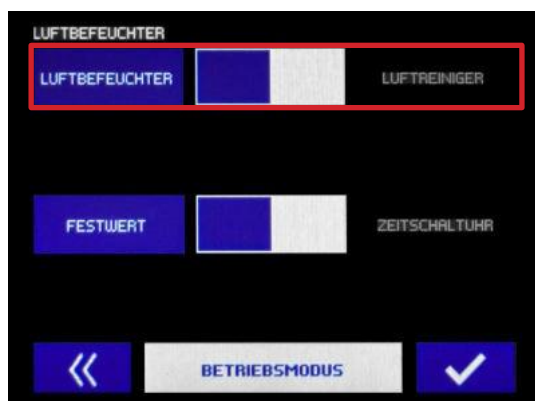 LUFTBEFEUCHTER
LUFTBEFEUCHTER LUFTREINIGER
FESTWERT ZEITSCHALTUHR
BETRIEBSMODUS